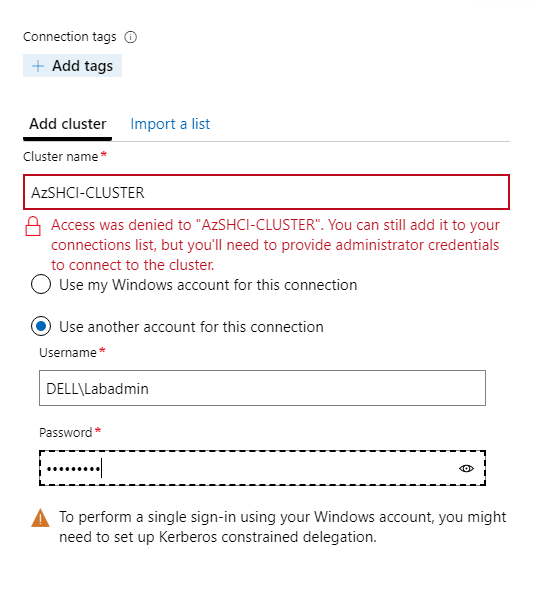 Connection tags
+ Add tags
Add cluster Import a list
Cluster name*
AzSHCI-CLUSTER
Access was denied to "AzSHCI-CLUSTER". You can still add it to your
connections list, but you'll need to provide administrator credentials
to connect to the cluster.
Use my Windows account for this connection
Use another account for this connection
Username*
DELL\Labadmin
Password*
•••••••••
To perform a single sign-in using your Windows account, you might
need to set up Kerberos constrained delegation.